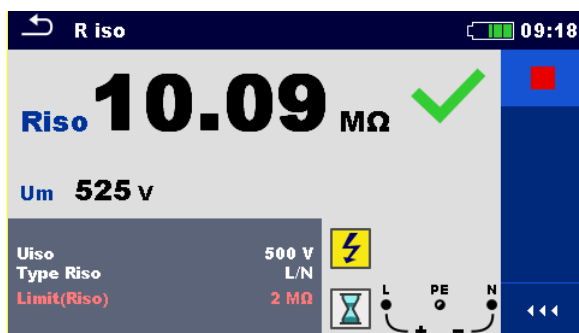 R iso 09:18
Riso 10.09 MΩ
Um 525 V
Uiso 500 V
Type Riso L/N
Limit(Riso) 2 MΩ
L PE N
+ −